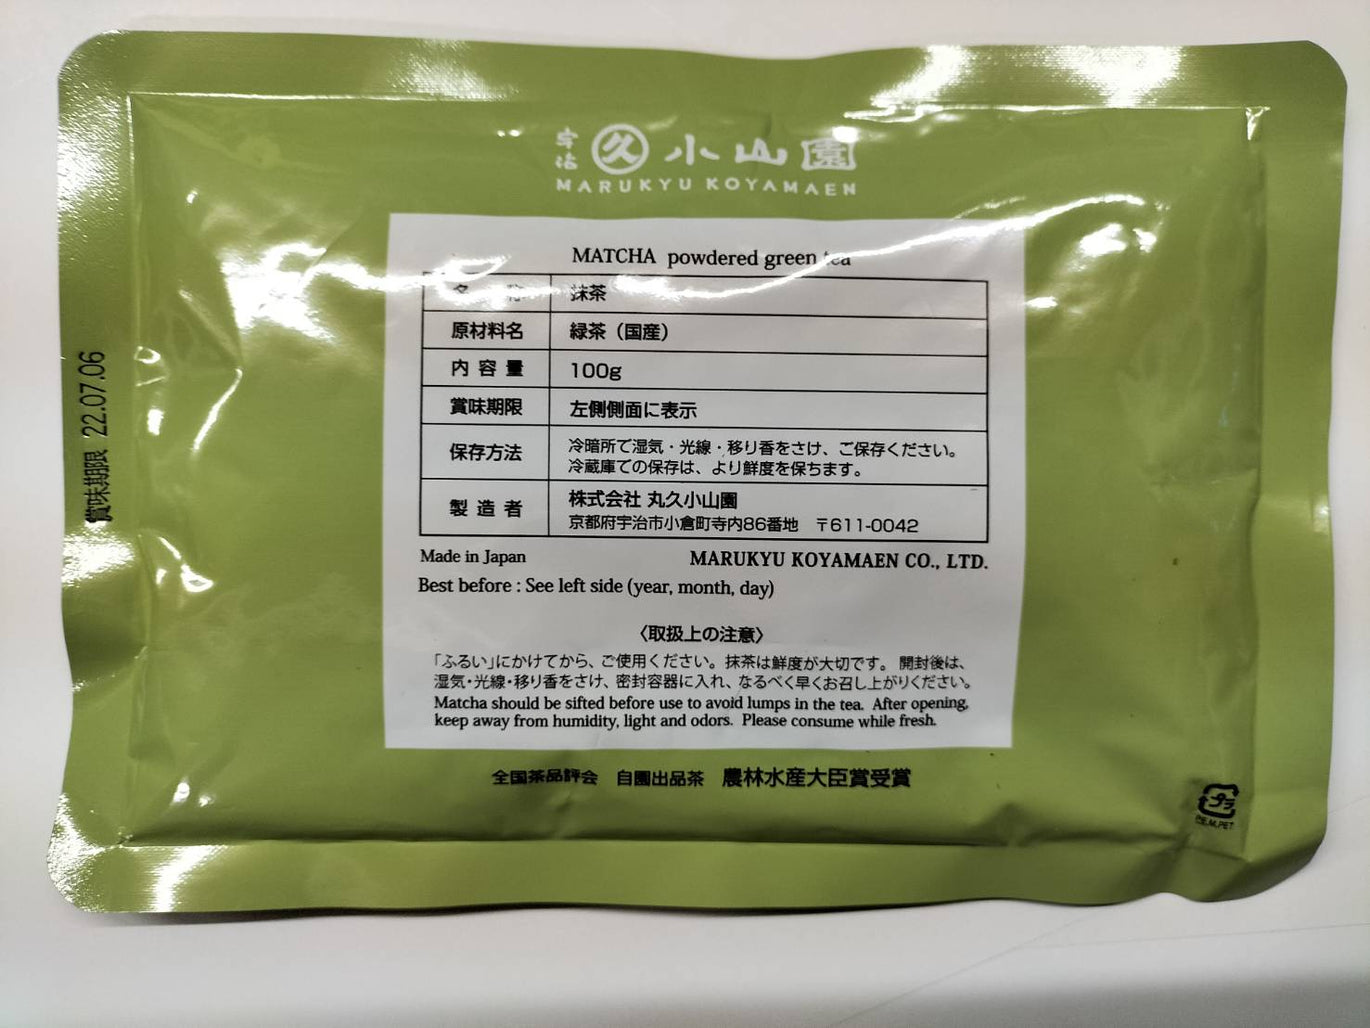 宇治 久 小山園
MARUKYU KOYAMAEN
MATCHA powdered green tea
名 称 抹茶
原材料名 緑茶（国産）
内容量 100g
賞味期限 左側側面に表示
保存方法 冷暗所で湿気・光線・移り香をさけ、ご保存ください。
冷蔵庫での保存は、より鮮度を保ちます。
製造者 株式会社 丸久小山園
京都府宇治市小倉町寺内86番地 〒611-0042
Made in Japan MARUKYU KOYAMAEN CO., LTD.
Best before : See left side (year, month, day)
〈取扱上の注意〉
「ふるい」にかけてから、ご使用ください。抹茶は鮮度が大切です。 開封後は、
湿気・光線・移り香をさけ、密封容器に入れ、なるべく早くお召し上がりください。
Matcha should be sifted before use to avoid lumps in the tea. After opening,
keep away from humidity, light and odors. Please consume while fresh.
全国茶品評会 自園出品茶 農林水産大臣賞受賞
賞味期限 22.07.06
プラ
PE,M,PET